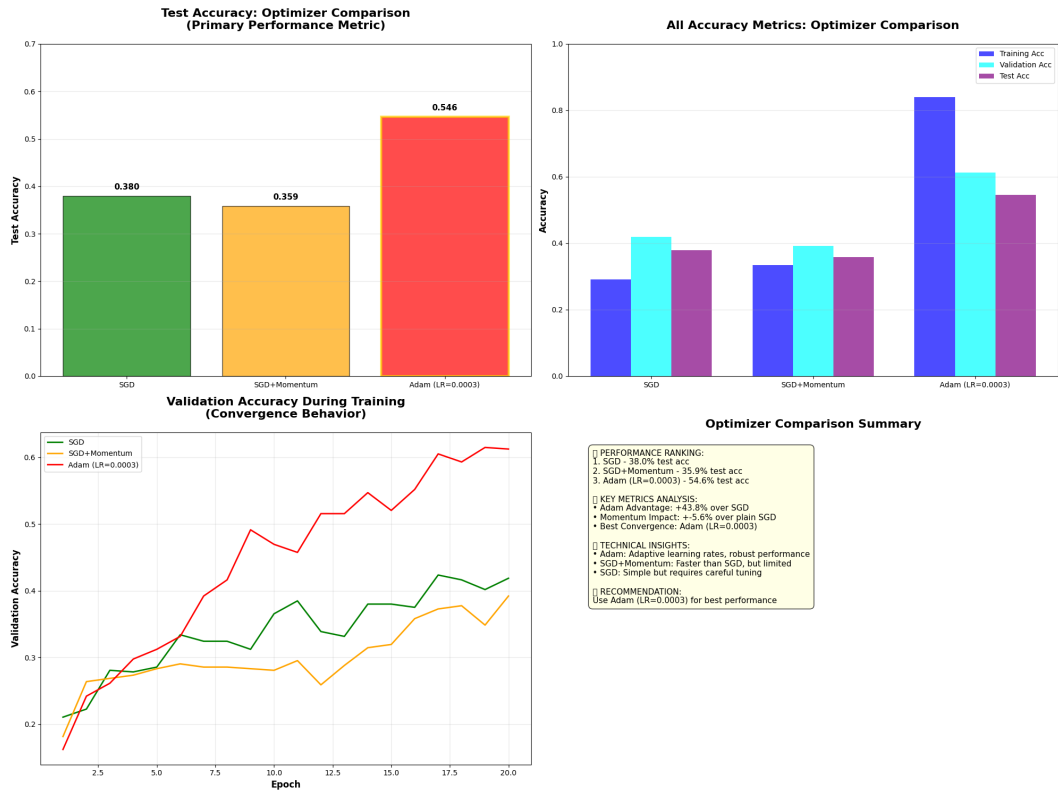 Test Accuracy: Optimizer Comparison
(Primary Performance Metric)
Test Accuracy
0.7
0.6
0.5
0.4
0.3
0.2
0.1
0.0
0.380
0.359
0.546
SGD
SGD+Momentum
Adam (LR=0.0003)
All Accuracy Metrics: Optimizer Comparison
Accuracy
1.0
0.8
0.6
0.4
0.2
0.0
Training Acc
Validation Acc
Test Acc
SGD
SGD+Momentum
Adam (LR=0.0003)
Validation Accuracy During Training
(Convergence Behavior)
Validation Accuracy
0.6
0.5
0.4
0.3
0.2
SGD
SGD+Momentum
Adam (LR=0.0003)
2.5
5.0
7.5
10.0
12.5
15.0
17.5
20.0
Epoch
Optimizer Comparison Summary
PERFORMANCE RANKING:
1. SGD - 38.0% test acc
2. SGD+Momentum - 35.9% test acc
3. Adam (LR=0.0003) - 54.6% test acc
KEY METRICS ANALYSIS:
• Adam Advantage: +43.8% over SGD
• Momentum Impact: +-5.6% over plain SGD
• Best Convergence: Adam (LR=0.0003)
TECHNICAL INSIGHTS:
• Adam: Adaptive learning rates, robust performance
• SGD+Momentum: Faster than SGD, but limited
• SGD: Simple but requires careful tuning
RECOMMENDATION:
Use Adam (LR=0.0003) for best performance